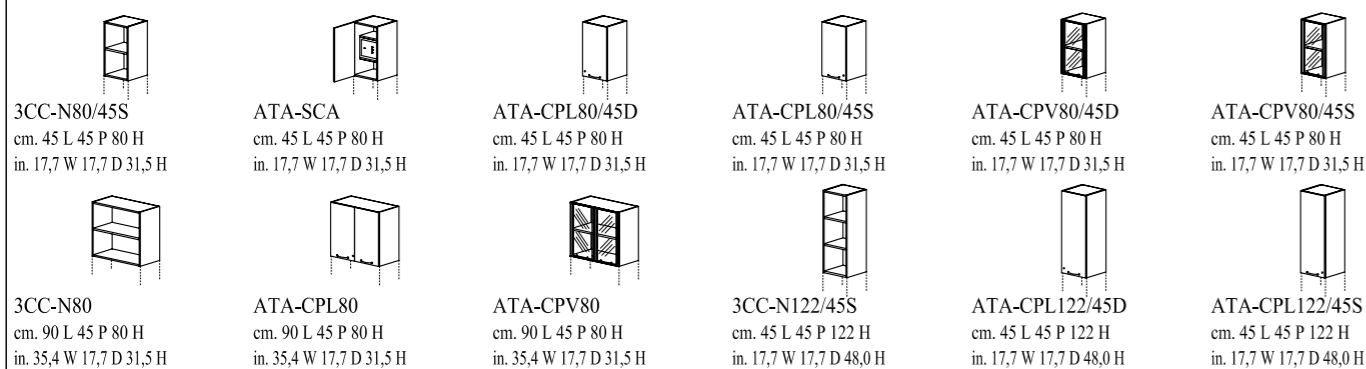 3CC-N80/45S
cm. 45 L 45 P 80 H
in. 17,7 W 17,7 D 31,5 H
ATA-SCA
cm. 45 L 45 P 80 H
in. 17,7 W 17,7 D 31,5 H
ATA-CPL80/45D
cm. 45 L 45 P 80 H
in. 17,7 W 17,7 D 31,5 H
ATA-CPL80/45S
cm. 45 L 45 P 80 H
in. 17,7 W 17,7 D 31,5 H
ATA-CPV80/45D
cm. 45 L 45 P 80 H
in. 17,7 W 17,7 D 31,5 H
ATA-CPV80/45S
cm. 45 L 45 P 80 H
in. 17,7 W 17,7 D 31,5 H
3CC-N80
cm. 90 L 45 P 80 H
in. 35,4 W 17,7 D 31,5 H
ATA-CPL80
cm. 90 L 45 P 80 H
in. 35,4 W 17,7 D 31,5 H
ATA-CPV80
cm. 90 L 45 P 80 H
in. 35,4 W 17,7 D 31,5 H
3CC-N122/45S
cm. 45 L 45 P 122 H
in. 17,7 W 17,7 D 48,0 H
ATA-CPL122/45D
cm. 45 L 45 P 122 H
in. 17,7 W 17,7 D 48,0 H
ATA-CPL122/45S
cm. 45 L 45 P 122 H
in. 17,7 W 17,7 D 48,0 H